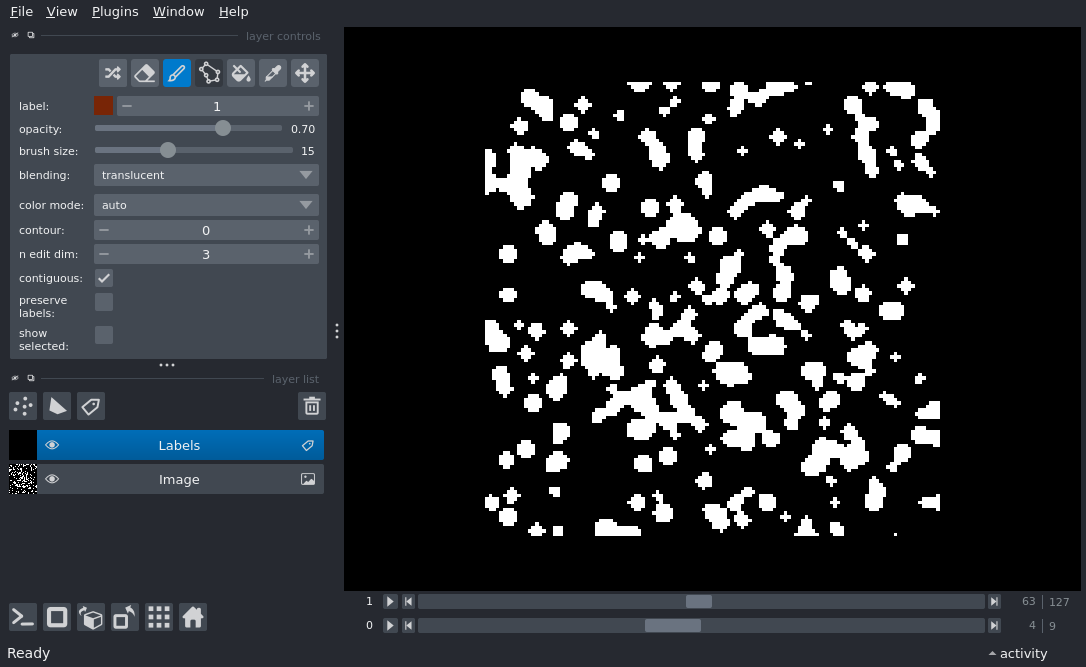 File View Plugins Window Help
layer controls
label: 1
opacity: 0.70
brush size: 15
blending: translucent
color mode: auto
contour: 0
n edit dim: 3
contiguous:
preserve
labels:
show
selected:
layer list
Labels
Image
1 63 127
0 4 9
Ready activity